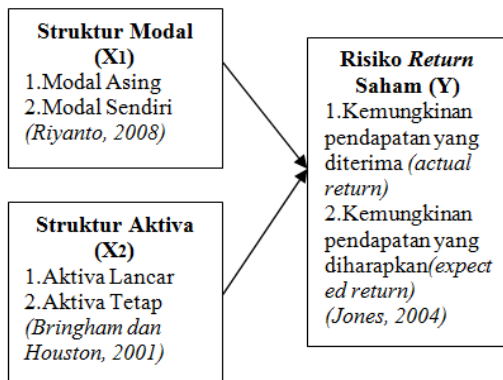 Struktur Modal
(X1)
1.Modal Asing
2.Modal Sendiri
(Riyanto, 2008)
Struktur Aktiva
(X2)
1.Aktiva Lancar
2.Aktiva Tetap
(Bringham dan
Houston, 2001)
Risiko Return
Saham (Y)
1.Kemungkinan
pendapatan yang
diterima (actual
return)
2.Kemungkinan
pendapatan yang
diharapkan(expect
ed return)
(Jones, 2004)